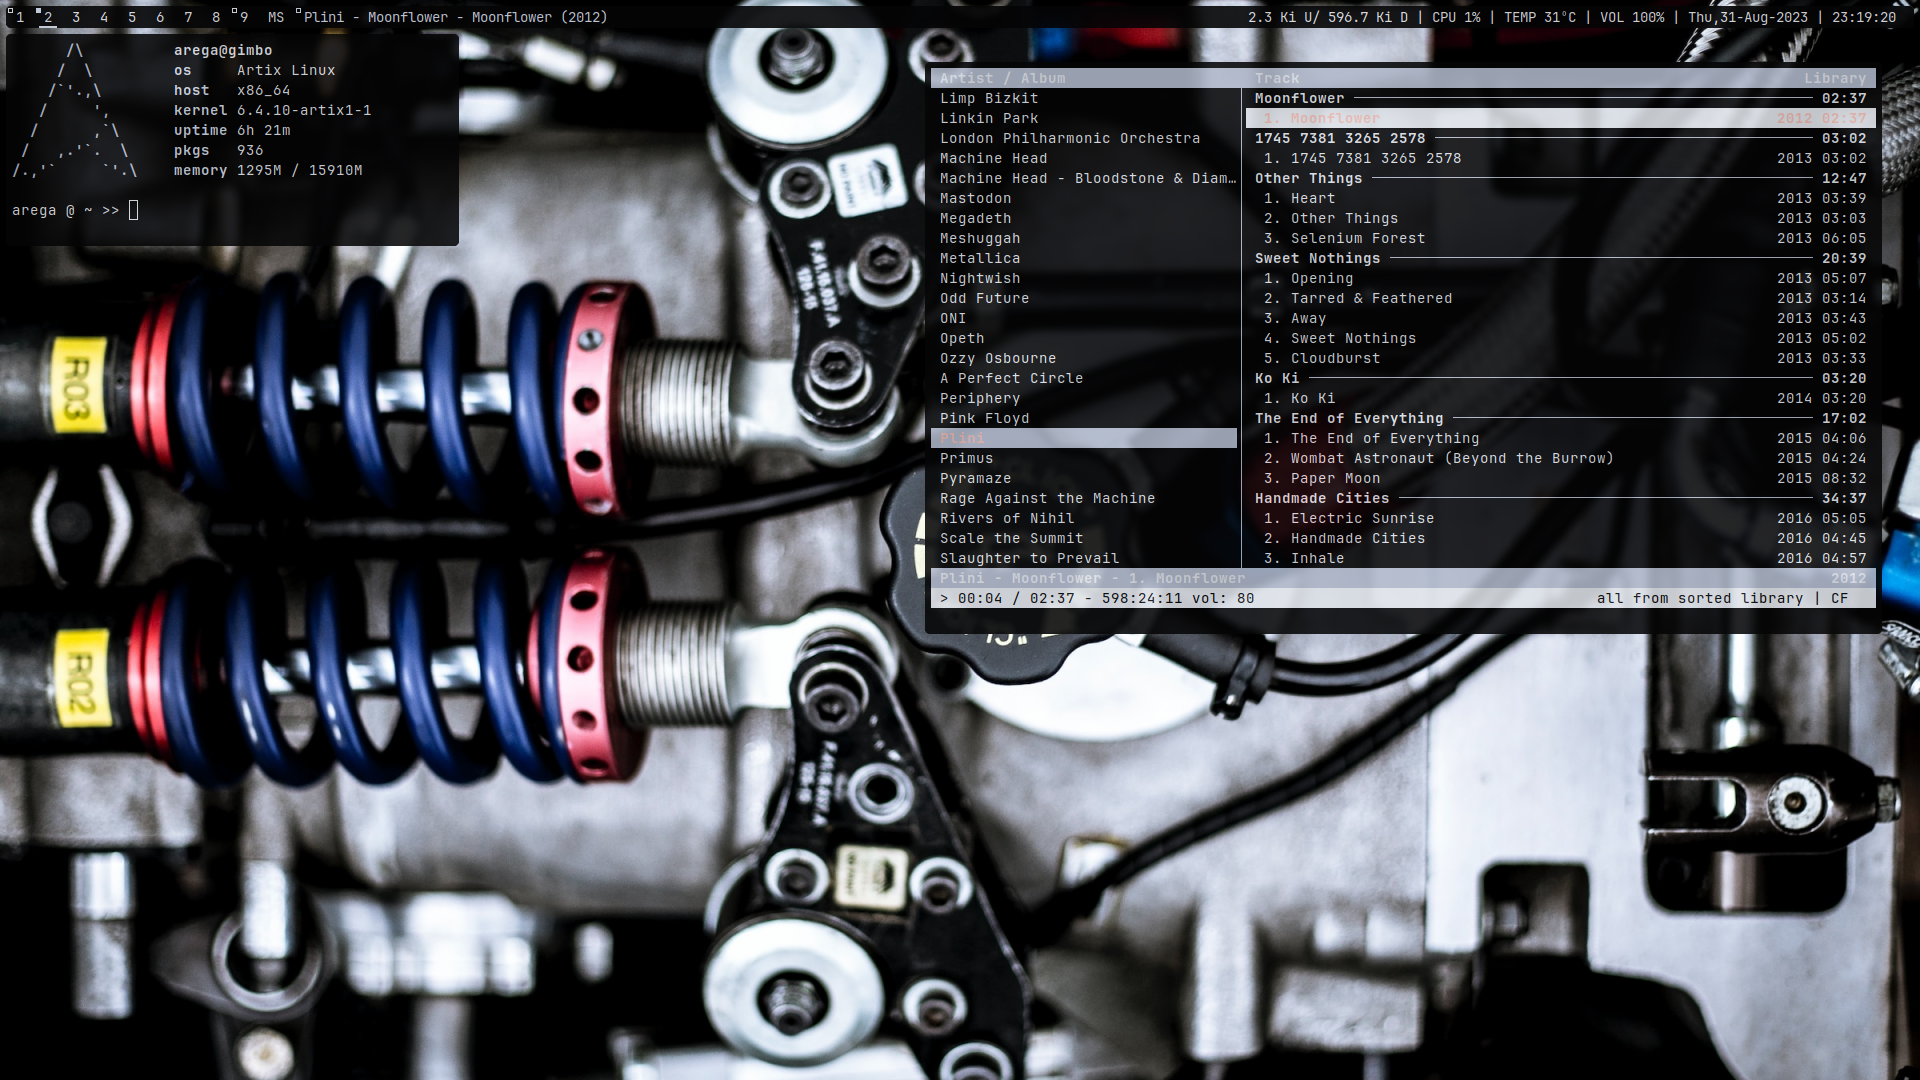 1 2 3 4 5 6 7 8 9 MS Plini - Moonflower - Moonflower (2012)
2.3 Ki U/ 596.7 Ki D | CPU 1% | TEMP 31°C | VOL 100% | Thu,31-Aug-2023 | 23:19:20
arega@gimbo
os Artix Linux
host x86_64
kernel 6.4.10-artix1-1
uptime 6h 21m
pkgs 936
memory 1295M / 15910M
arega @ ~ >>
Artist / Album
Limp Bizkit
Linkin Park
London Philharmonic Orchestra
Machine Head
Machine Head - Bloodstone & Diam…
Mastodon
Megadeth
Meshuggah
Metallica
Nightwish
Odd Future
ONI
Opeth
Ozzy Osbourne
A Perfect Circle
Periphery
Pink Floyd
Plini
Primus
Pyramaze
Rage Against the Machine
Rivers of Nihil
Scale the Summit
Slaughter to Prevail
Track Library
Moonflower 02:37
1. Moonflower 2012 02:37
1745 7381 3265 2578 03:02
1. 1745 7381 3265 2578 2013 03:02
Other Things 12:47
1. Heart 2013 03:39
2. Other Things 2013 03:03
3. Selenium Forest 2013 06:05
Sweet Nothings 20:39
1. Opening 2013 05:07
2. Tarred & Feathered 2013 03:14
3. Away 2013 03:43
4. Sweet Nothings 2013 05:02
5. Cloudburst 2013 03:33
Ko Ki 03:20
1. Ko Ki 2014 03:20
The End of Everything 17:02
1. The End of Everything 2015 04:06
2. Wombat Astronaut (Beyond the Burrow) 2015 04:24
3. Paper Moon 2015 08:32
Handmade Cities 34:37
1. Electric Sunrise 2016 05:05
2. Handmade Cities 2016 04:45
3. Inhale 2016 04:57
Plini - Moonflower - 1. Moonflower 2012
> 00:04 / 02:37 - 598:24:11 vol: 80 all from sorted library | CF
R03
R02